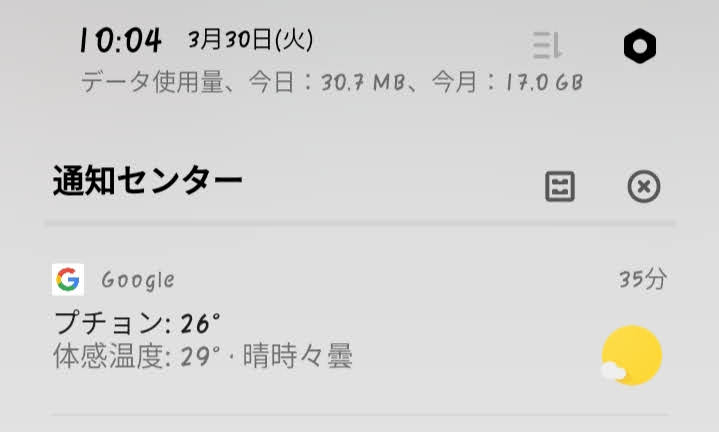 10:04 3月30日(火)
データ使用量、今日：30.7 MB、今月：17.0 GB
通知センター
Google 35分
プチョン: 26°
体感温度: 29° · 晴時々曇